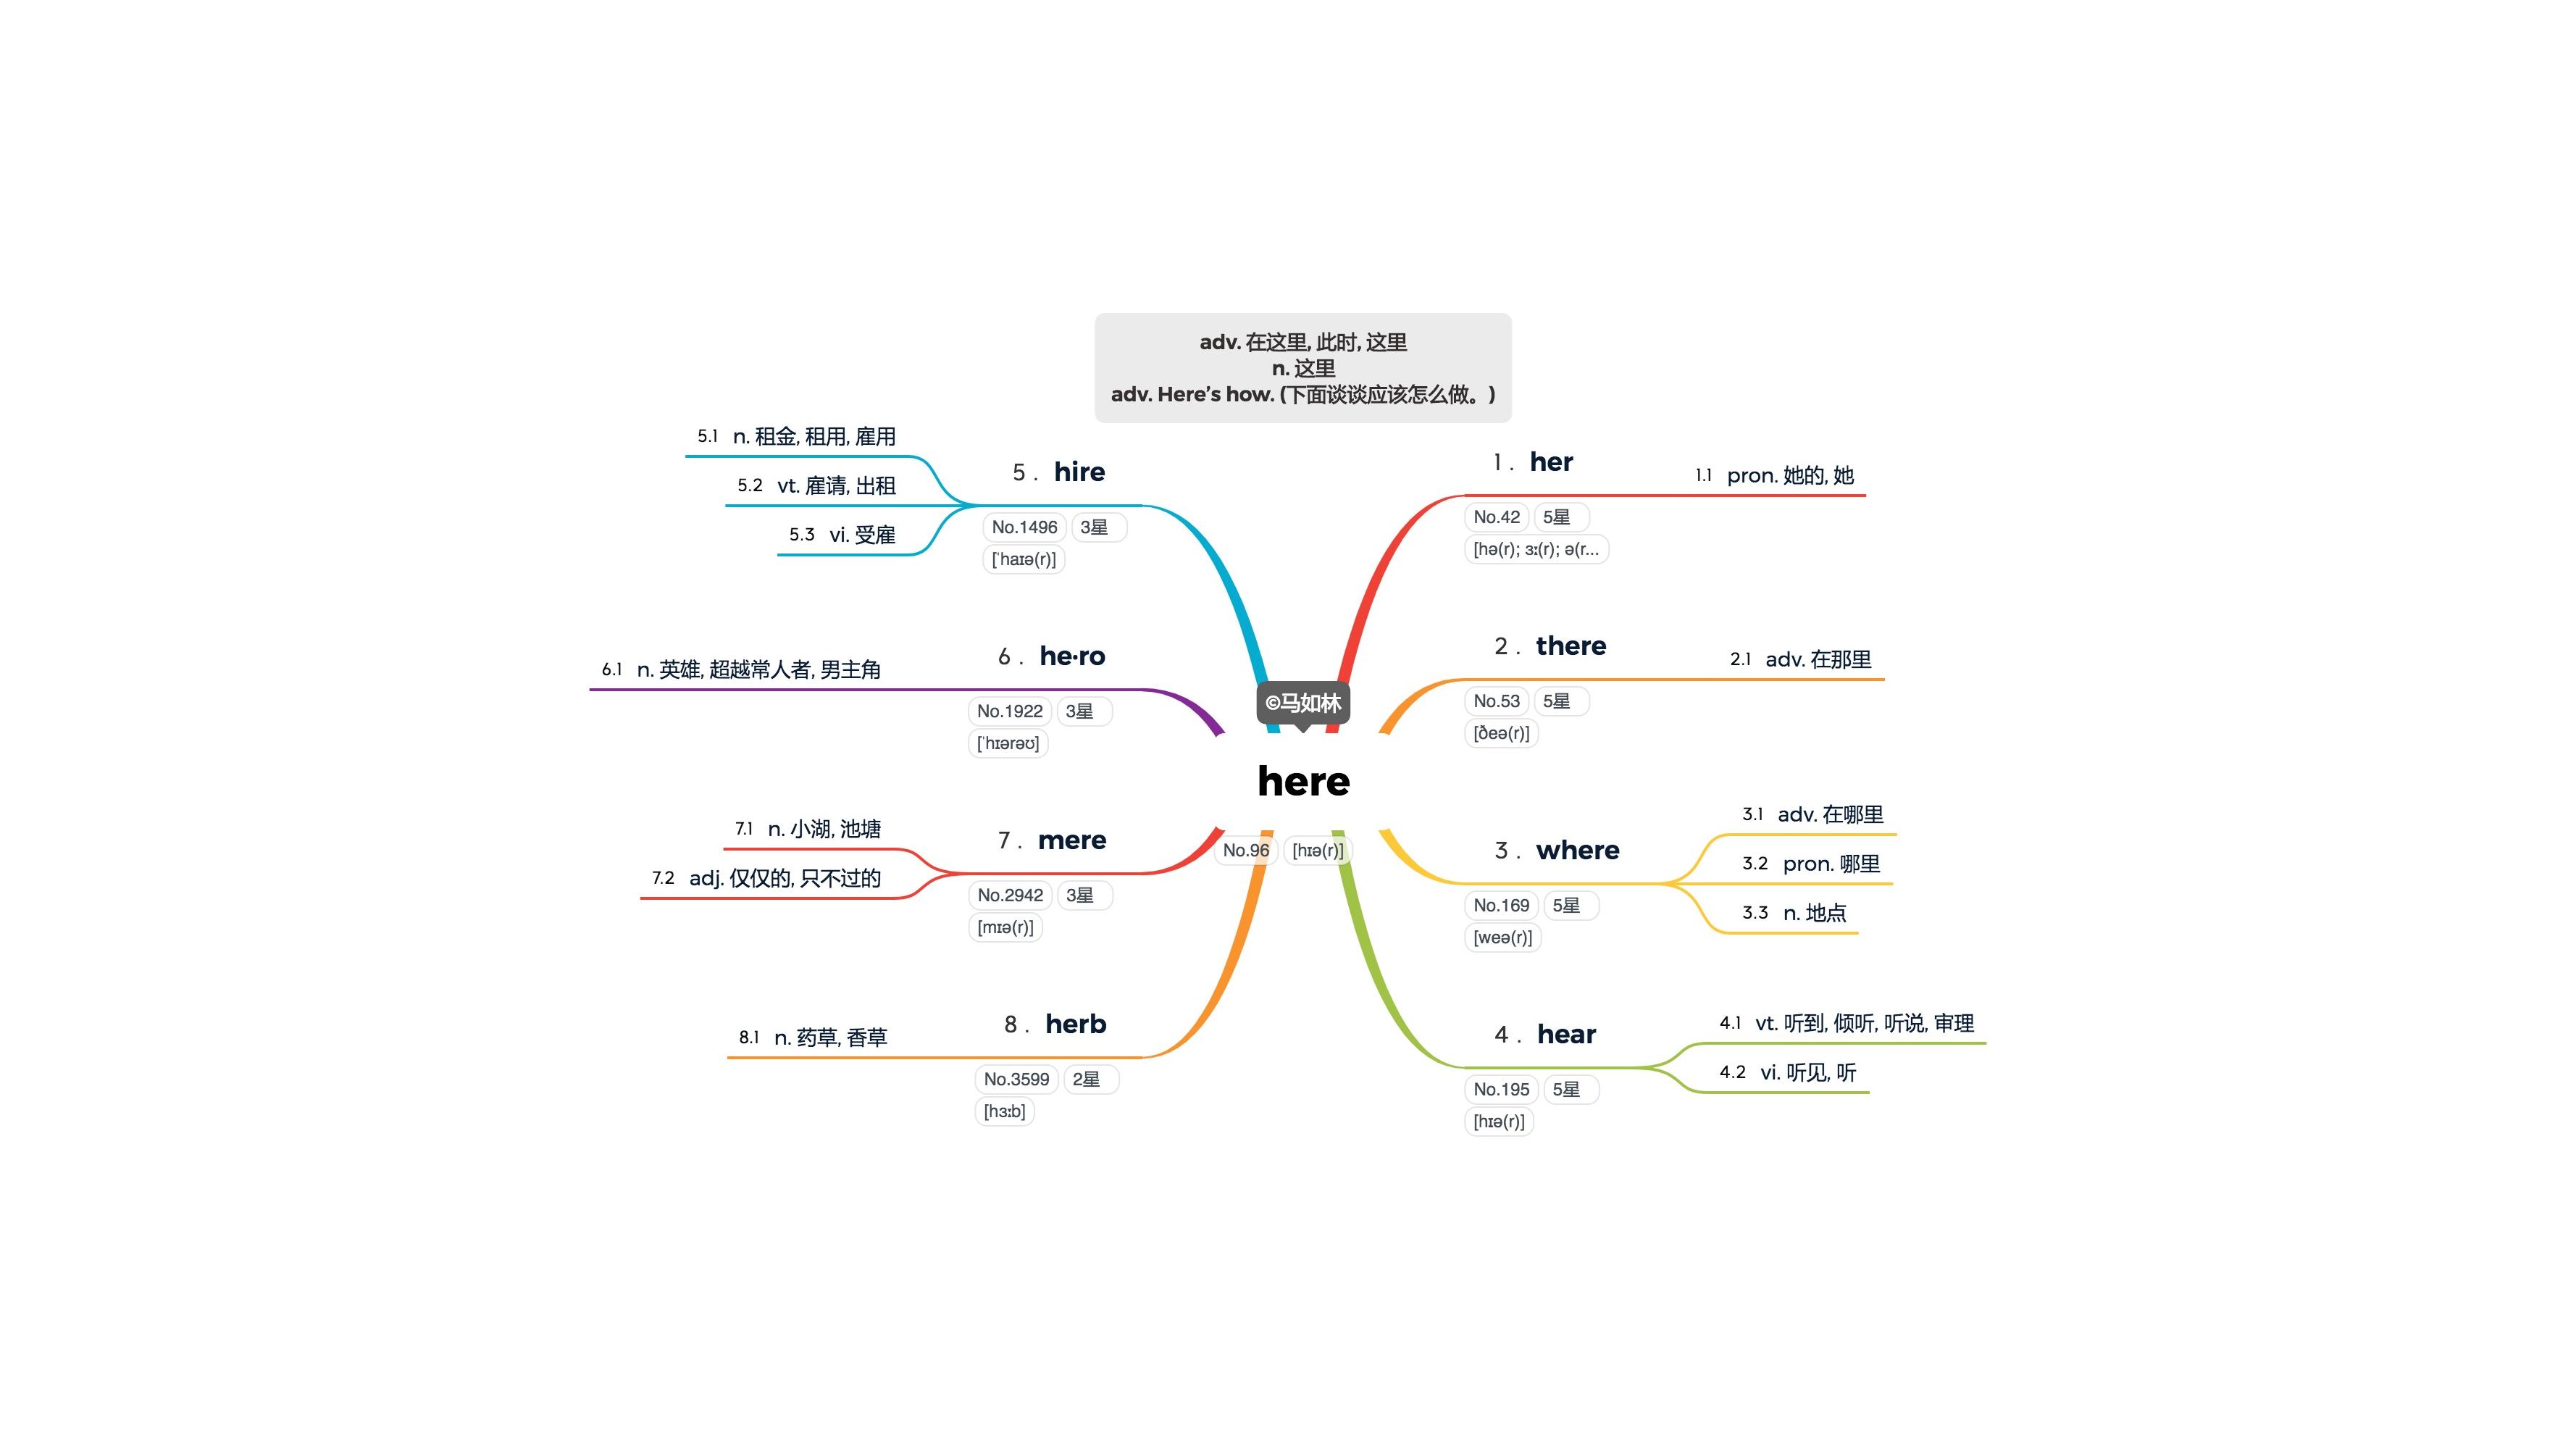 adv. 在这里, 此时, 这里
n. 这里
adv. Here’s how. (下面谈谈应该怎么做。)
©马如林
here
No.96 [hɪə(r)]
1 . her
No.42 5星
[hə(r); ɜː(r); ə(r...
1.1 pron. 她的, 她
2 . there
No.53 5星
[ðeə(r)]
2.1 adv. 在那里
3 . where
No.169 5星
[weə(r)]
3.1 adv. 在哪里
3.2 pron. 哪里
3.3 n. 地点
4 . hear
No.195 5星
[hɪə(r)]
4.1 vt. 听到, 倾听, 听说, 审理
4.2 vi. 听见, 听
5 . hire
No.1496 3星
[ˈhaɪə(r)]
5.1 n. 租金, 租用, 雇用
5.2 vt. 雇请, 出租
5.3 vi. 受雇
6 . he·ro
No.1922 3星
[ˈhɪərəʊ]
6.1 n. 英雄, 超越常人者, 男主角
7 . mere
No.2942 3星
[mɪə(r)]
7.1 n. 小湖, 池塘
7.2 adj. 仅仅的, 只不过的
8 . herb
No.3599 2星
[hɜːb]
8.1 n. 药草, 香草